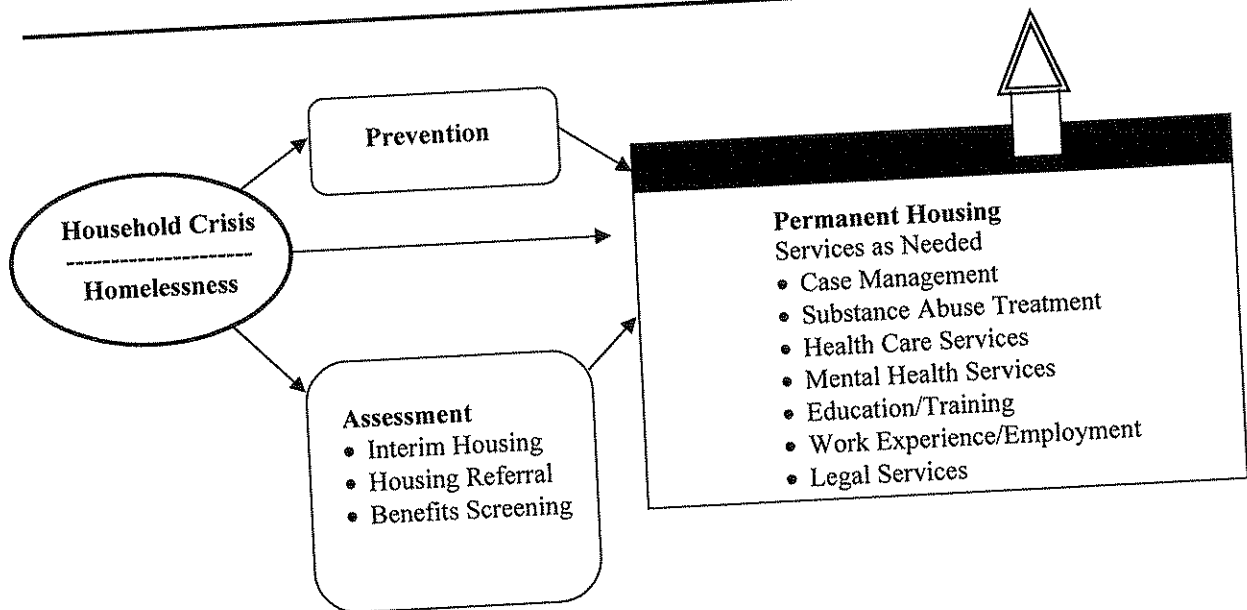 Prevention
Household Crisis
Homelessness
Assessment
• Interim Housing
• Housing Referral
• Benefits Screening
Permanent Housing
Services as Needed
• Case Management
• Substance Abuse Treatment
• Health Care Services
• Mental Health Services
• Education/Training
• Work Experience/Employment
• Legal Services